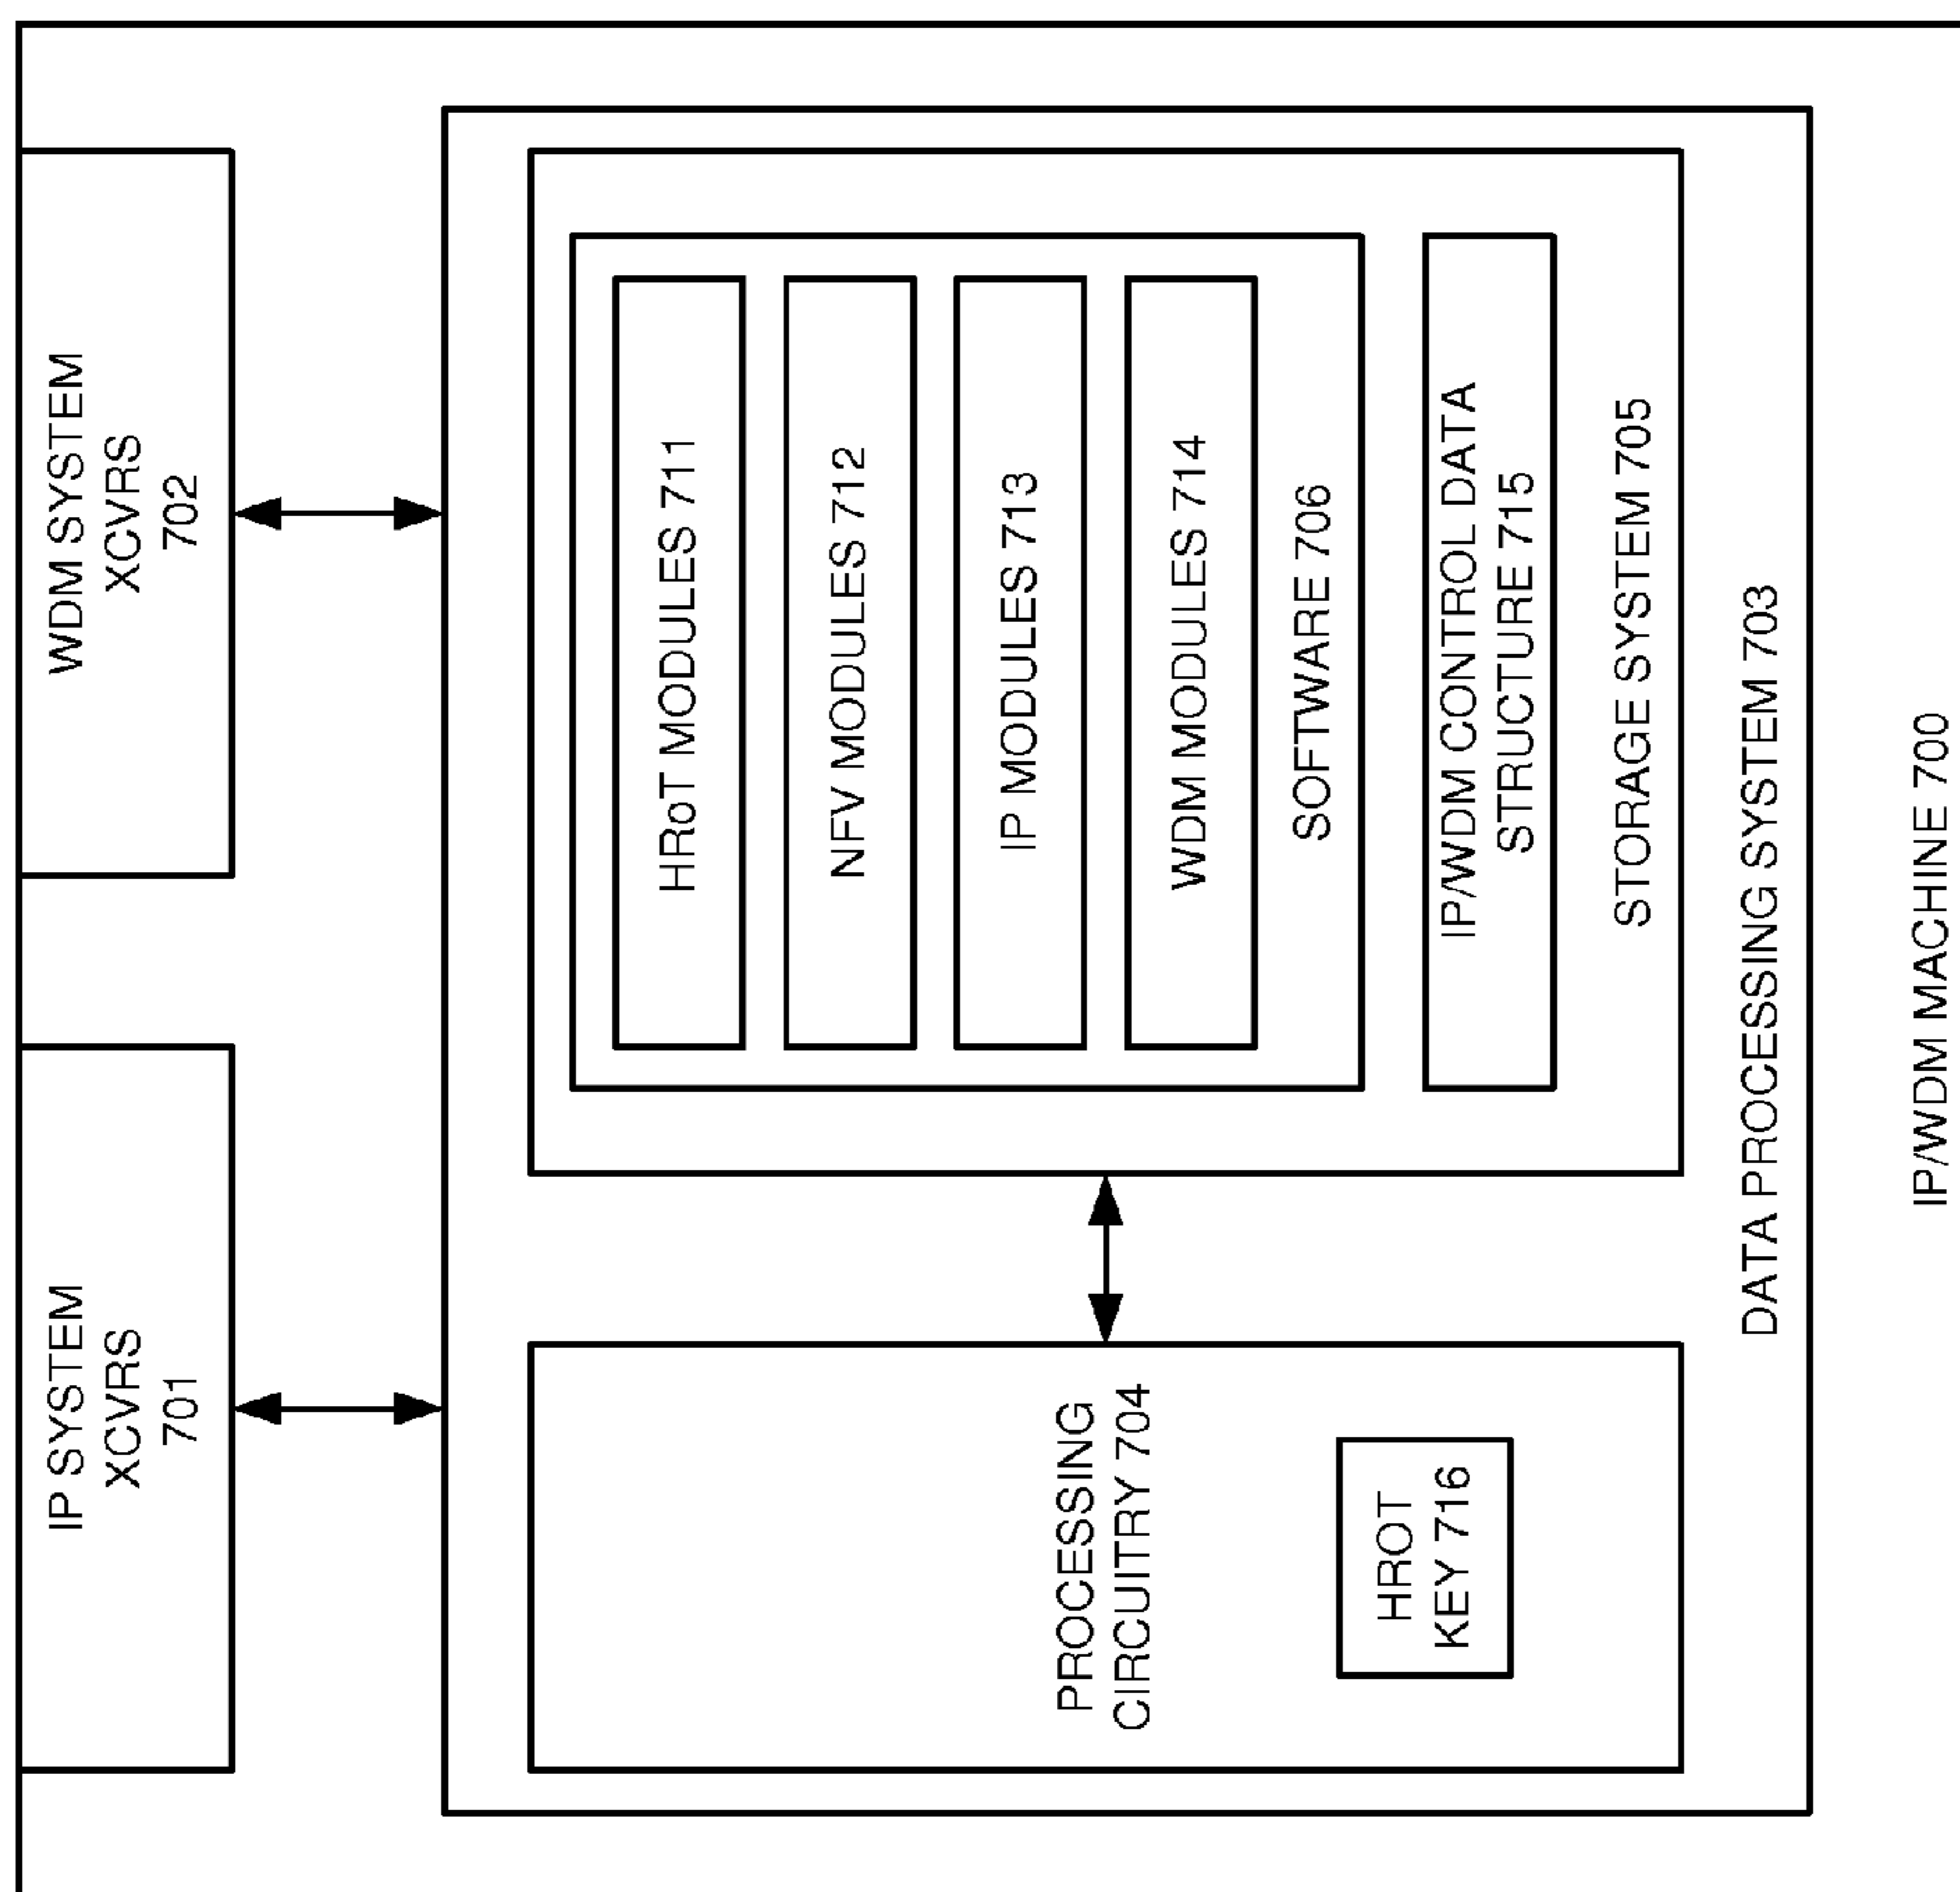 IP SYSTEM
XCVRS
701
WDM SYSTEM
XCVRS
702
PROCESSING
CIRCUITRY 704
HROT
KEY 716
HRoT MODULES 711
NFV MODULES 712
IP MODULES 713
WDM MODULES 714
SOFTWARE 706
IP/WDM CONTROL DATA
STRUCTURE 715
STORAGE SYSTEM 705
DATA PROCESSING SYSTEM 703
IP/WDM MACHINE 700